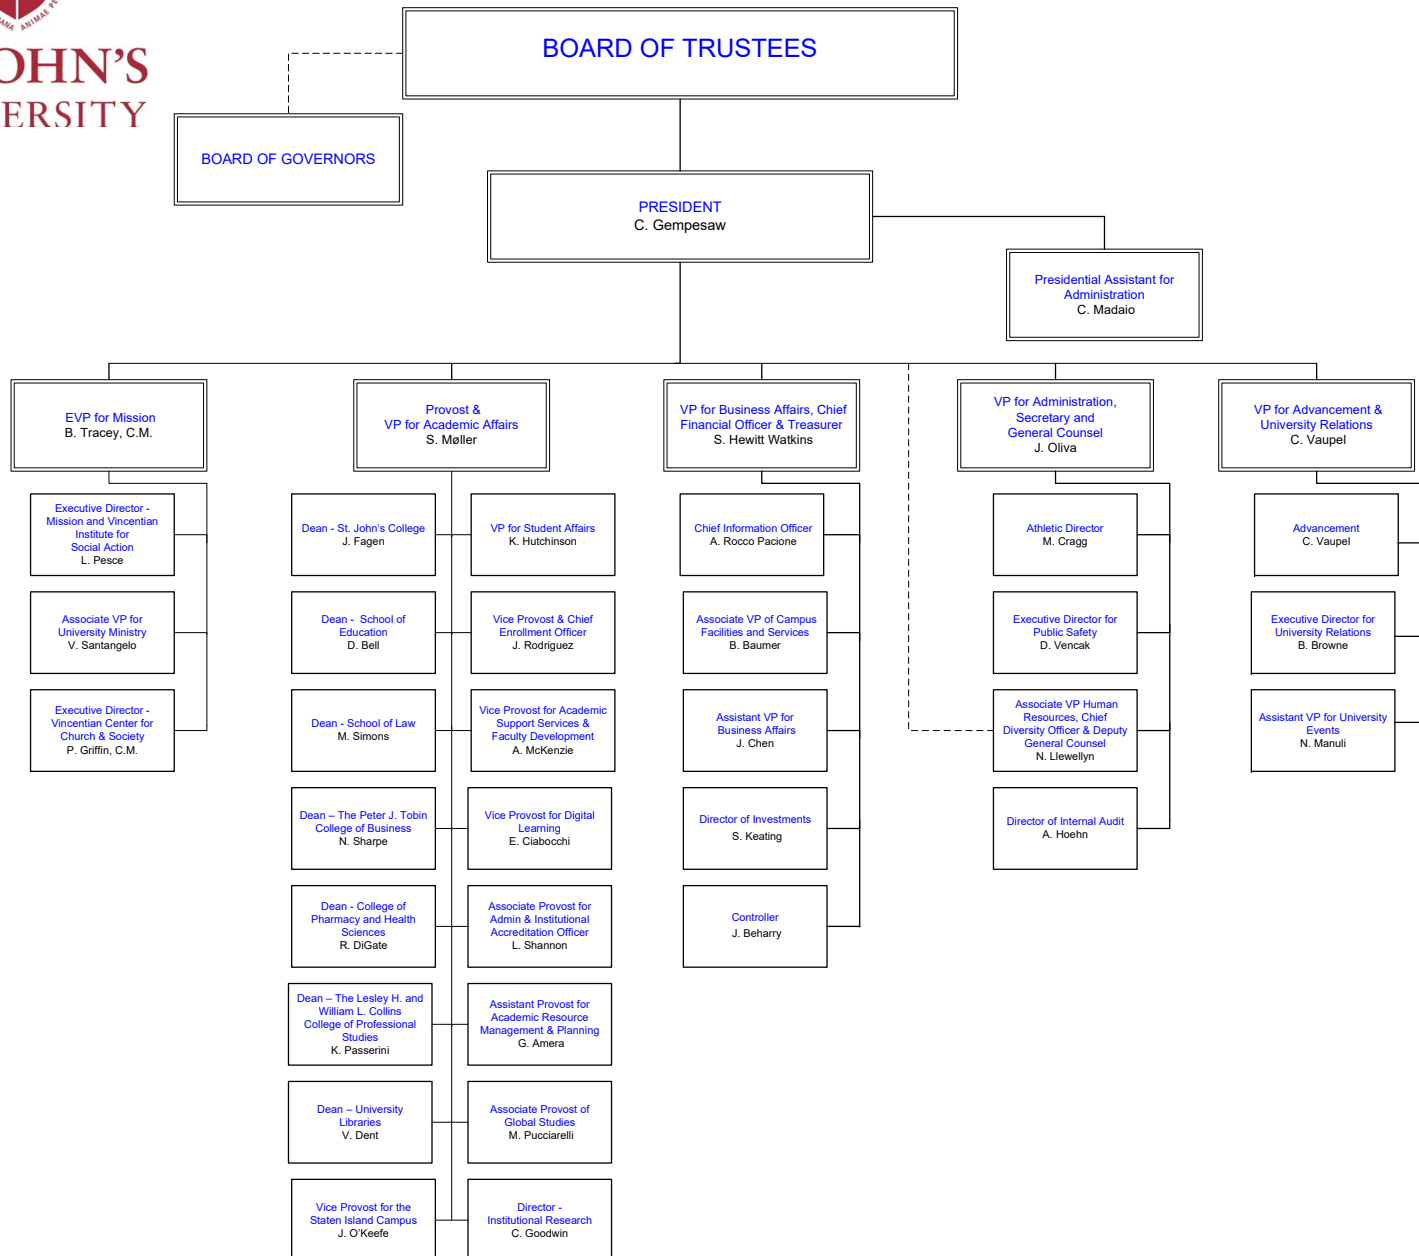 OHN'S
ERSITY
BOARD OF TRUSTEES
BOARD OF GOVERNORS
PRESIDENT
C. Gempesaw
Presidential Assistant for
Administration
C. Madaio
EVP for Mission
B. Tracey, C.M.
Provost &
VP for Academic Affairs
S. Møller
VP for Business Affairs, Chief
Financial Officer & Treasurer
S. Hewitt Watkins
VP for Administration,
Secretary and
General Counsel
J. Oliva
VP for Advancement &
University Relations
C. Vaupel
Executive Director -
Mission and Vincentian
Institute for
Social Action
L. Pesce
Associate VP for
University Ministry
V. Santangelo
Executive Director -
Vincentian Center for
Church & Society
P. Griffin, C.M.
Dean - St. John's College
J. Fagen
Dean - School of
Education
D. Bell
Dean - School of Law
M. Simons
Dean – The Peter J. Tobin
College of Business
N. Sharpe
Dean - College of
Pharmacy and Health
Sciences
R. DiGate
Dean – The Lesley H. and
William L. Collins
College of Professional
Studies
K. Passerini
Dean – University
Libraries
V. Dent
Vice Provost for the
Staten Island Campus
J. O'Keefe
VP for Student Affairs
K. Hutchinson
Vice Provost & Chief
Enrollment Officer
J. Rodriguez
Vice Provost for Academic
Support Services &
Faculty Development
A. McKenzie
Vice Provost for Digital
Learning
E. Ciabocchi
Associate Provost for
Admin & Institutional
Accreditation Officer
L. Shannon
Assistant Provost for
Academic Resource
Management & Planning
G. Amera
Associate Provost of
Global Studies
M. Pucciarelli
Director -
Institutional Research
C. Goodwin
Chief Information Officer
A. Rocco Pacione
Associate VP of Campus
Facilities and Services
B. Baumer
Assistant VP for
Business Affairs
J. Chen
Director of Investments
S. Keating
Controller
J. Beharry
Athletic Director
M. Cragg
Executive Director for
Public Safety
D. Vencak
Associate VP Human
Resources, Chief
Diversity Officer & Deputy
General Counsel
N. Llewellyn
Director of Internal Audit
A. Hoehn
Advancement
C. Vaupel
Executive Director for
University Relations
B. Browne
Assistant VP for University
Events
N. Manuli